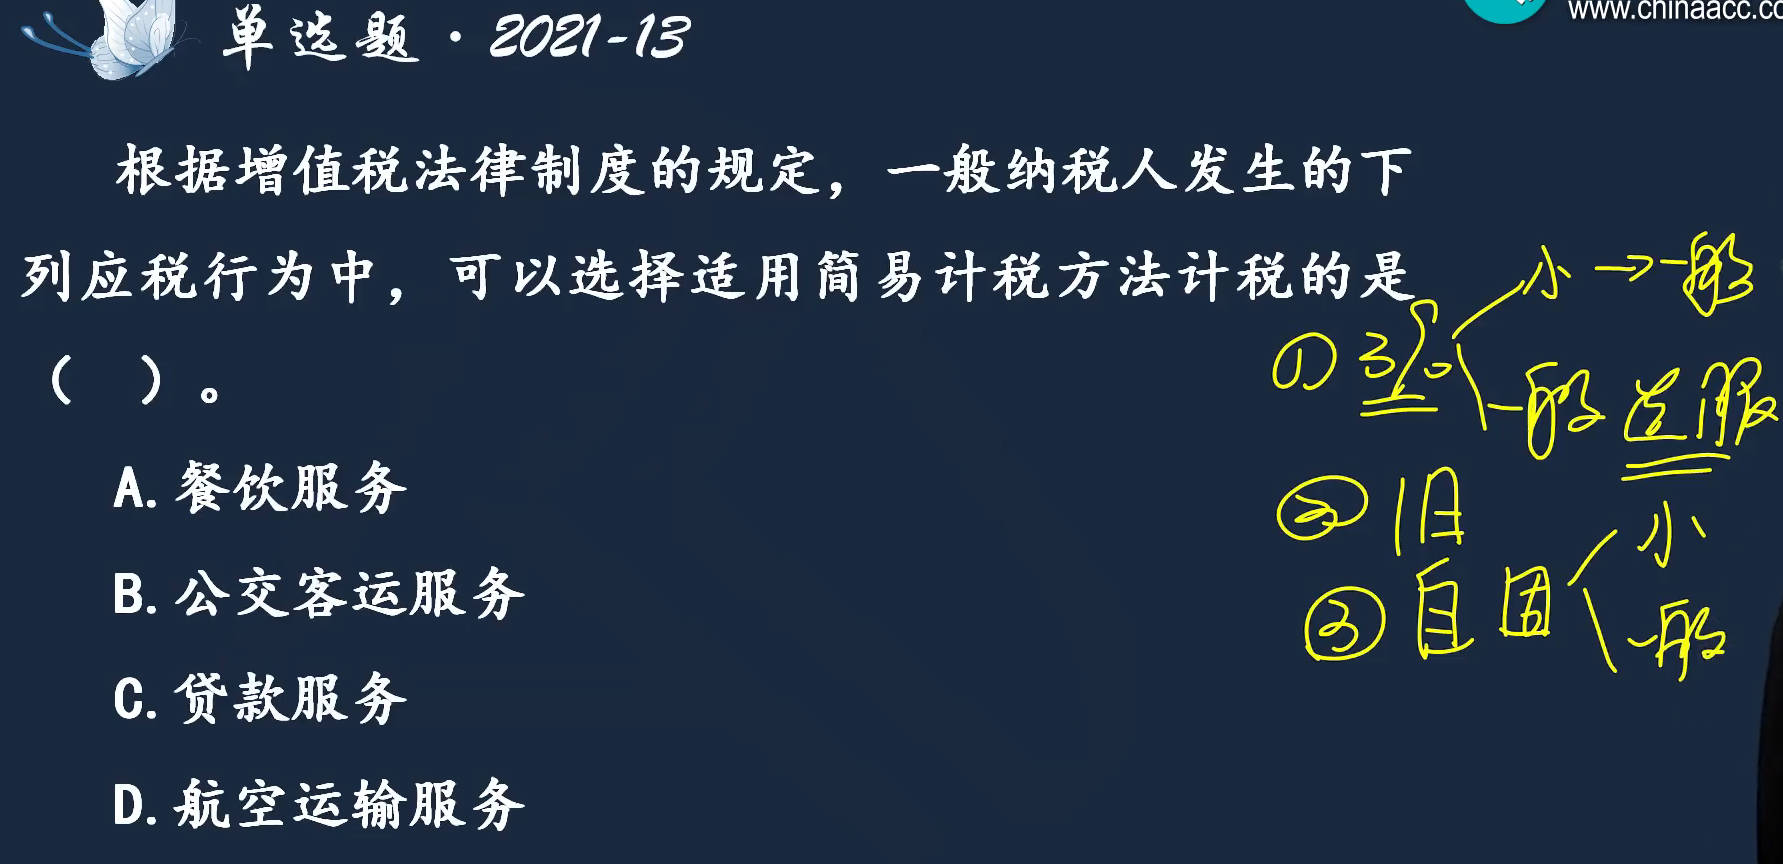 www.chinaacc.co
单选题·2021-13
根据增值税法律制度的规定，一般纳税人发生的下
列应税行为中，可以选择适用简易计税方法计税的是
（ ）。
A.餐饮服务
B.公交客运服务
C.贷款服务
D.航空运输服务
小→一般
① 3%
一般 选 服
② 旧
小
③ 自 固
一般